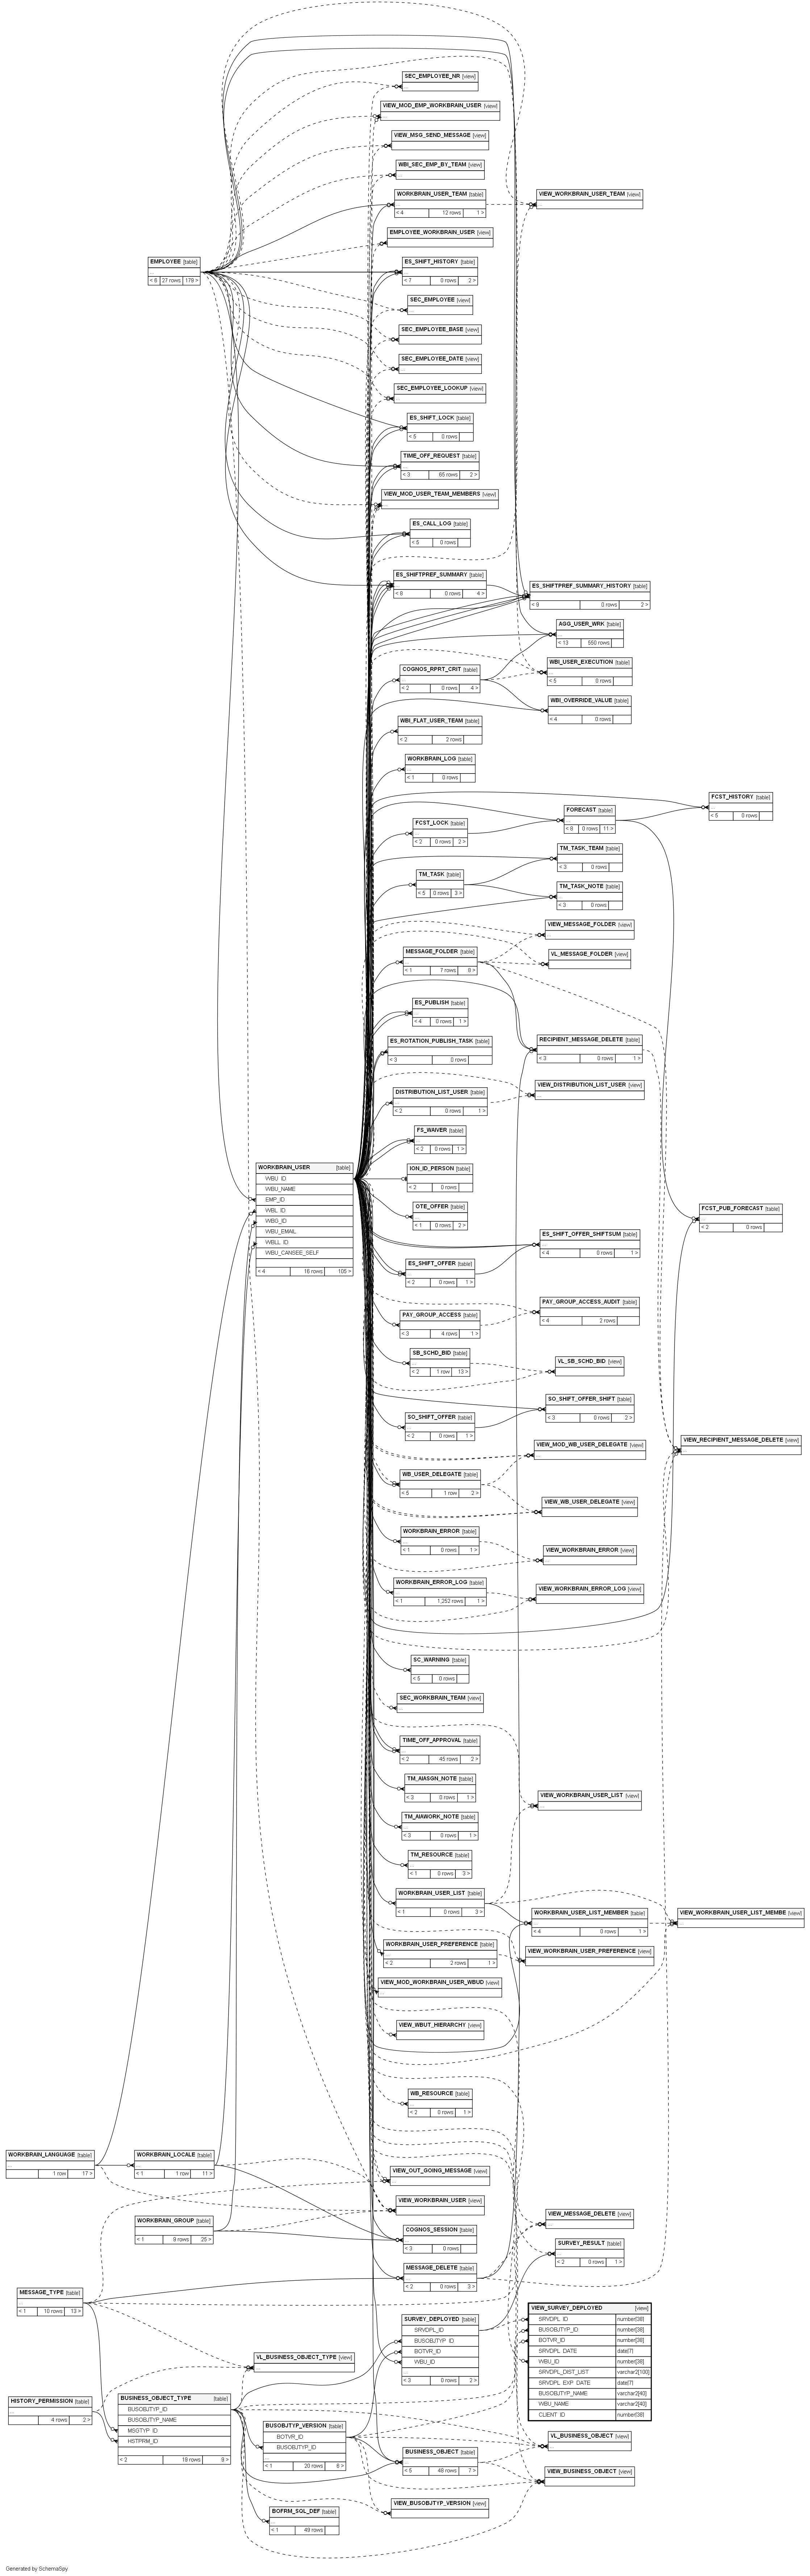 SEC_EMPLOYEE_NR [view]
...
VIEW_MOD_EMP_WORKBRAIN_USER [view]
...
VIEW_MSG_SEND_MESSAGE [view]
...
WBI_SEC_EMP_BY_TEAM [view]
...
WORKBRAIN_USER_TEAM [table]
...
< 4 12 rows 1 >
VIEW_WORKBRAIN_USER_TEAM [view]
...
EMPLOYEE_WORKBRAIN_USER [view]
...
EMPLOYEE [table]
...
< 6 27 rows 179 >
ES_SHIFT_HISTORY [table]
...
< 7 0 rows 2 >
SEC_EMPLOYEE [view]
...
SEC_EMPLOYEE_BASE [view]
...
SEC_EMPLOYEE_DATE [view]
...
SEC_EMPLOYEE_LOOKUP [view]
...
ES_SHIFT_LOCK [table]
...
< 5 0 rows
TIME_OFF_REQUEST [table]
...
< 3 65 rows 2 >
VIEW_MOD_USER_TEAM_MEMBERS [view]
...
ES_CALL_LOG [table]
...
< 5 0 rows
ES_SHIFTPREF_SUMMARY [table]
...
< 8 0 rows 4 >
ES_SHIFTPREF_SUMMARY_HISTORY [table]
...
< 9 0 rows 2 >
AGG_USER_WRK [table]
...
< 13 550 rows
COGNOS_RPRT_CRIT [table]
...
< 2 0 rows 4 >
WBI_USER_EXECUTION [table]
...
< 5 0 rows
WBI_OVERRIDE_VALUE [table]
...
< 4 0 rows
WBI_FLAT_USER_TEAM [table]
...
< 2 2 rows
WORKBRAIN_LOG [table]
...
< 1 0 rows
FCST_HISTORY [table]
...
< 5 0 rows
FORECAST [table]
...
< 8 0 rows 11 >
FCST_LOCK [table]
...
< 2 0 rows 2 >
TM_TASK_TEAM [table]
...
< 3 0 rows
TM_TASK [table]
...
< 5 0 rows 3 >
TM_TASK_NOTE [table]
...
< 3 0 rows
VIEW_MESSAGE_FOLDER [view]
...
MESSAGE_FOLDER [table]
...
< 1 7 rows 8 >
VL_MESSAGE_FOLDER [view]
...
ES_PUBLISH [table]
...
< 4 0 rows 1 >
ES_ROTATION_PUBLISH_TASK [table]
...
< 3 0 rows
RECIPIENT_MESSAGE_DELETE [table]
...
< 3 0 rows 1 >
DISTRIBUTION_LIST_USER [table]
...
< 2 0 rows 1 >
VIEW_DISTRIBUTION_LIST_USER [view]
...
FS_WAIVER [table]
...
< 2 0 rows 1 >
WORKBRAIN_USER [table]
WBU_ID
WBU_NAME
EMP_ID
WBL_ID
WBG_ID
WBU_EMAIL
WBLL_ID
WBU_CANSEE_SELF
...
< 4 18 rows 105 >
ION_ID_PERSON [table]
...
< 2 0 rows
OTE_OFFER [table]
...
< 1 0 rows 2 >
FCST_PUB_FORECAST [table]
...
< 2 0 rows
ES_SHIFT_OFFER_SHIFTSUM [table]
...
< 4 0 rows 1 >
ES_SHIFT_OFFER [table]
...
< 2 0 rows 1 >
PAY_GROUP_ACCESS_AUDIT [table]
...
< 4 2 rows
PAY_GROUP_ACCESS [table]
...
< 3 4 rows 1 >
SB_SCHD_BID [table]
...
< 2 1 row 13 >
VL_SB_SCHD_BID [view]
...
SO_SHIFT_OFFER_SHIFT [table]
...
< 3 0 rows 2 >
SO_SHIFT_OFFER [table]
...
< 2 0 rows 1 >
VIEW_MOD_WB_USER_DELEGATE [view]
...
VIEW_RECIPIENT_MESSAGE_DELETE [view]
...
WB_USER_DELEGATE [table]
...
< 5 1 row 2 >
VIEW_WB_USER_DELEGATE [view]
...
WORKBRAIN_ERROR [table]
...
< 1 0 rows 1 >
VIEW_WORKBRAIN_ERROR [view]
...
WORKBRAIN_ERROR_LOG [table]
...
< 1 1,252 rows 1 >
VIEW_WORKBRAIN_ERROR_LOG [view]
...
SC_WARNING [table]
...
< 5 0 rows
SEC_WORKBRAIN_TEAM [view]
...
TIME_OFF_APPROVAL [table]
...
< 2 45 rows 2 >
TM_AIASGN_NOTE [table]
...
< 3 0 rows 1 >
VIEW_WORKBRAIN_USER_LIST [view]
...
TM_AIAWORK_NOTE [table]
...
< 3 0 rows 1 >
TM_RESOURCE [table]
...
< 1 0 rows 3 >
WORKBRAIN_USER_LIST [table]
...
< 1 0 rows 3 >
WORKBRAIN_USER_LIST_MEMBER [table]
...
< 4 0 rows 1 >
VIEW_WORKBRAIN_USER_LIST_MEMBE [view]
...
WORKBRAIN_USER_PREFERENCE [table]
...
< 2 2 rows 1 >
VIEW_WORKBRAIN_USER_PREFERENCE [view]
...
VIEW_MOD_WORKBRAIN_USER_WBUD [view]
...
VIEW_WBUT_HIERARCHY [view]
...
WB_RESOURCE [table]
...
< 2 0 rows 1 >
WORKBRAIN_LANGUAGE [table]
...
1 row 17 >
WORKBRAIN_LOCALE [table]
...
< 1 1 row 11 >
VIEW_OUT_GOING_MESSAGE [view]
...
VIEW_WORKBRAIN_USER [view]
...
WORKBRAIN_GROUP [table]
...
< 1 9 rows 25 >
COGNOS_SESSION [table]
...
< 3 0 rows
VIEW_MESSAGE_DELETE [view]
...
SURVEY_RESULT [table]
...
< 2 0 rows 1 >
MESSAGE_DELETE [table]
...
< 2 0 rows 3 >
MESSAGE_TYPE [table]
...
< 1 10 rows 13 >
SURVEY_DEPLOYED [table]
SRVDPL_ID
BUSOBJTYP_ID
BOTVR_ID
WBU_ID
...
< 3 0 rows 2 >
VIEW_SURVEY_DEPLOYED [view]
SRVDPL_ID number[38]
BUSOBJTYP_ID number[38]
BOTVR_ID number[38]
SRVDPL_DATE date[7]
WBU_ID number[38]
SRVDPL_DIST_LIST varchar2[100]
SRVDPL_EXP_DATE date[7]
BUSOBJTYP_NAME varchar2[40]
WBU_NAME varchar2[40]
CLIENT_ID number[38]
VL_BUSINESS_OBJECT_TYPE [view]
...
HISTORY_PERMISSION [table]
...
4 rows 2 >
BUSINESS_OBJECT_TYPE [table]
BUSOBJTYP_ID
BUSOBJTYP_NAME
MSGTYP_ID
HSTPRM_ID
...
< 2 18 rows 9 >
BUSOBJTYP_VERSION [table]
BOTVR_ID
BUSOBJTYP_ID
...
< 1 20 rows 6 >
VL_BUSINESS_OBJECT [view]
...
BUSINESS_OBJECT [table]
...
< 5 48 rows 7 >
VIEW_BUSINESS_OBJECT [view]
...
VIEW_BUSOBJTYP_VERSION [view]
...
BOFRM_SQL_DEF [table]
...
< 1 49 rows
Generated by SchemaSpy